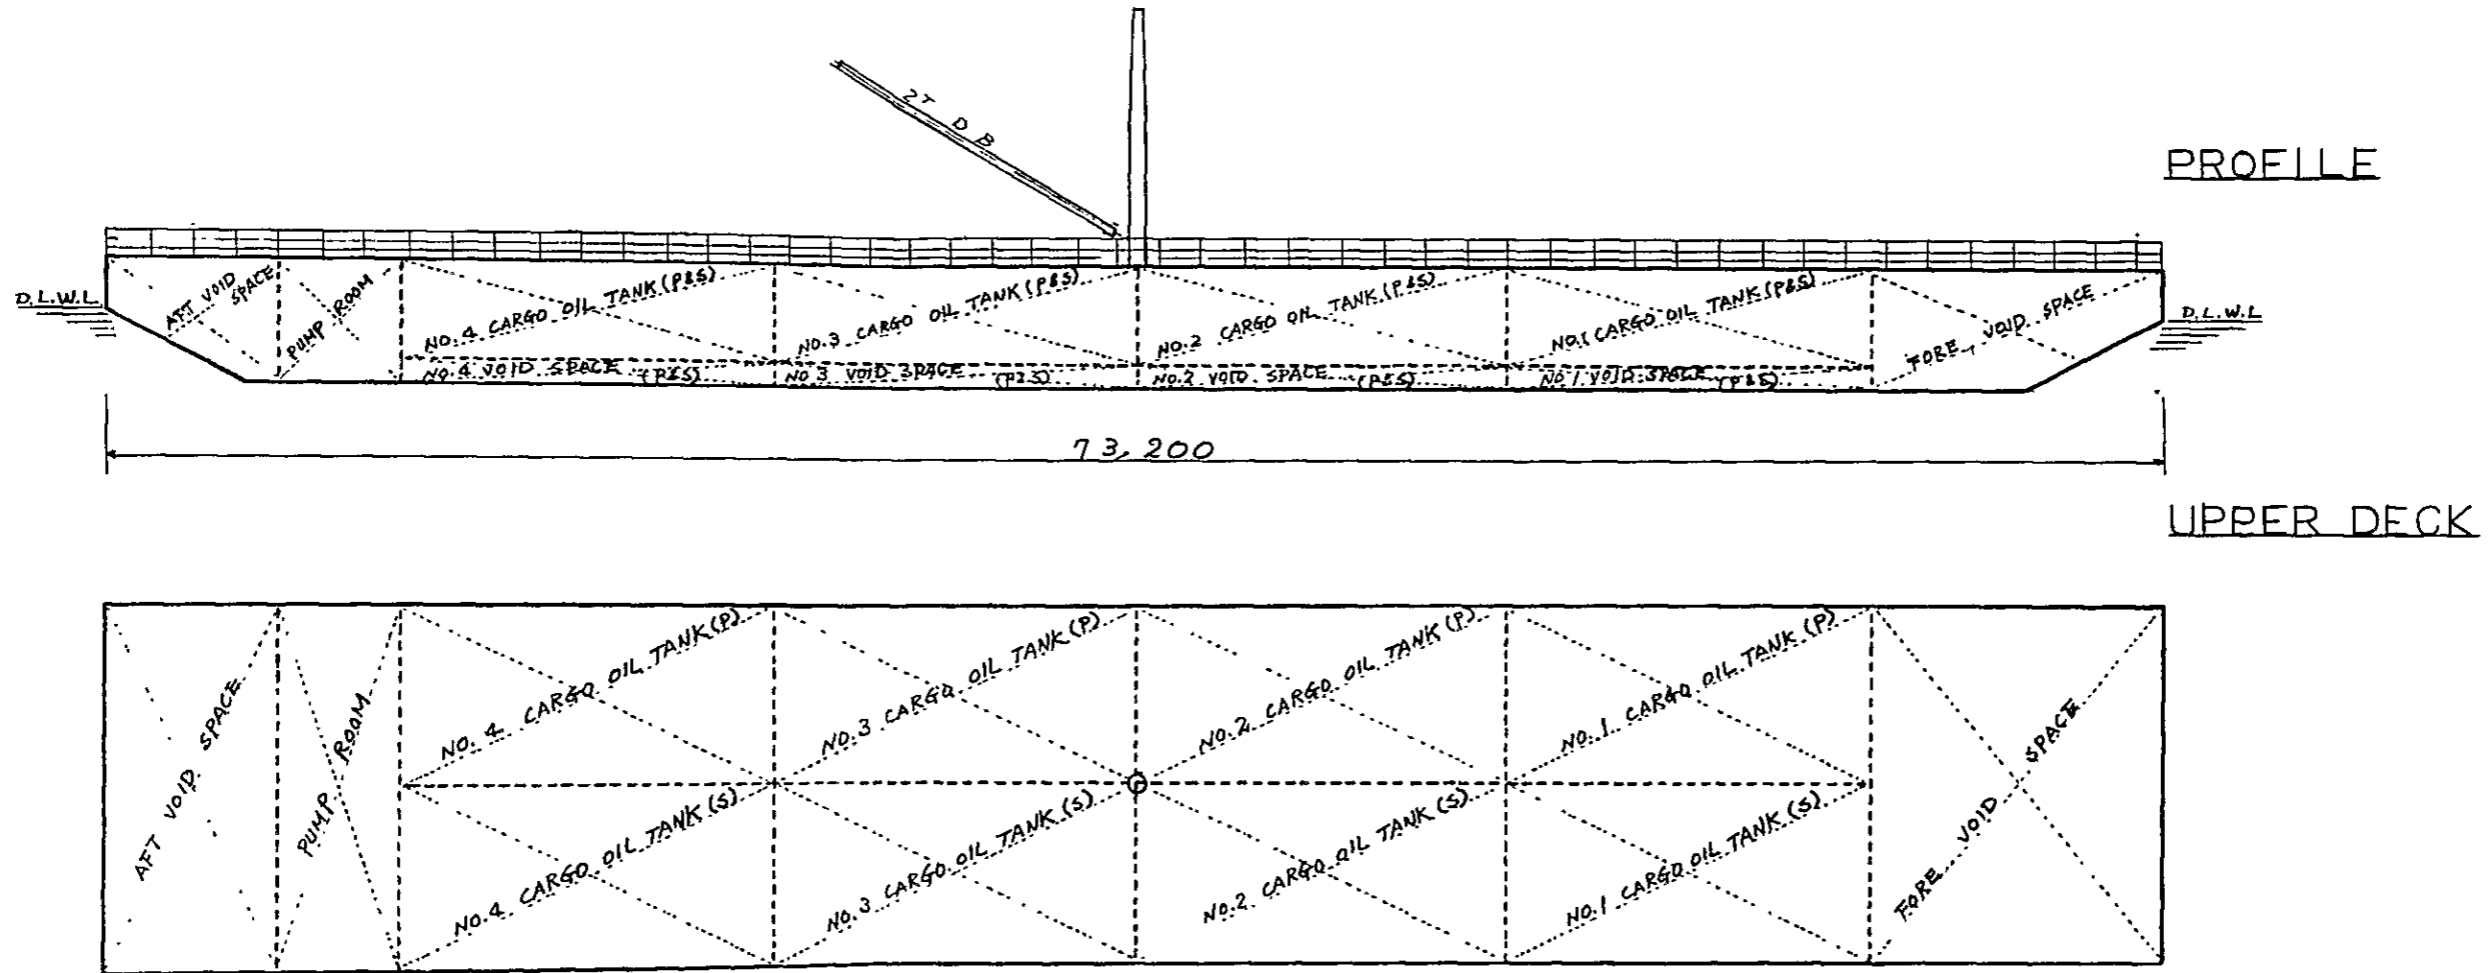 2T D B
PROFILE
D.L.W.L.
AFT VOID SPACE
PUMP ROOM
NO.4 CARGO OIL TANK (P&S)
NO.3 CARGO OIL TANK (P&S)
NO.2 CARGO OIL TANK (P&S)
NO.1 CARGO OIL TANK (P&S)
FORE VOID SPACE
D.L.W.L
NO.4 VOID SPACE (P&S)
NO 3 VOID SPACE (P&S)
NO.2 VOID SPACE (P&S)
NO.1 VOID SPACE (P&S)
73,200
UPPER DECK
AFT VOID SPACE
PUMP ROOM
NO. 4 CARGO OIL TANK (P)
NO.3 CARGO OIL TANK (P)
NO.2 CARGO OIL TANK (P)
NO.1 CARGO OIL TANK (P)
FORE VOID SPACE
NO.4 CARGO OIL TANK (S)
NO.3 CARGO OIL TANK (S)
NO.2 CARGO OIL TANK (S)
NO.1 CARGO OIL TANK (S)